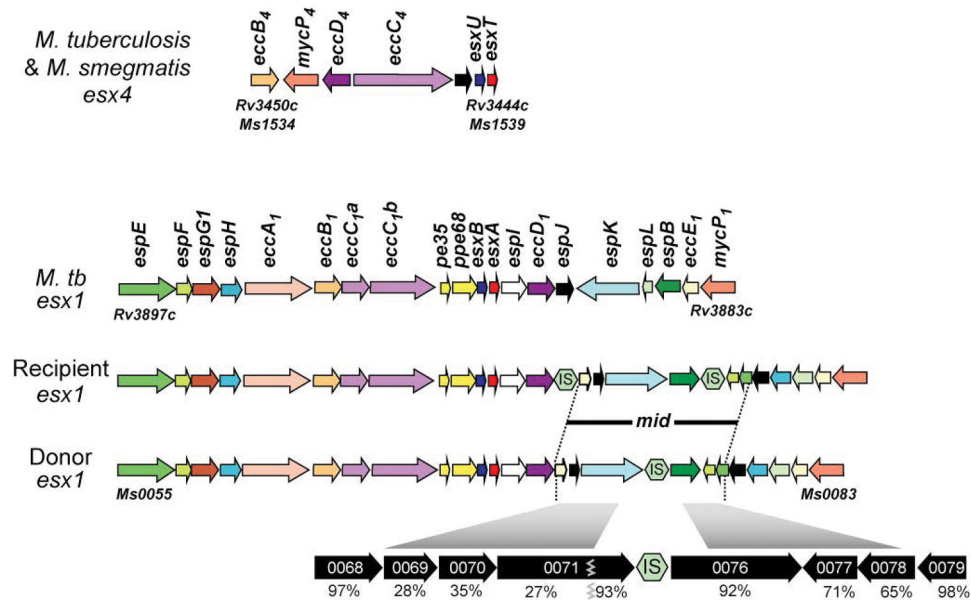 eccB4
mycP4
eccD4
eccC4
esxU
esxT
M. tuberculosis
& M. smegmatis
esx4
Rv3450c
Rv3444c
Ms1534
Ms1539
espE
espF
espG1
espH
eccA1
eccB1
eccC1a
eccC1b
pe35
ppe68
esxB
esxA
espI
eccD1
espJ
espK
espL
espB
eccE1
mycP1
M. tb
esx1
Rv3897c
Rv3883c
Recipient
esx1
IS
IS
mid
Donor
esx1
IS
Ms0055
Ms0083
0068 0069 0070 0071 IS 0076 0077 0078 0079
97% 28% 35% 27% 93% 92% 71% 65% 98%